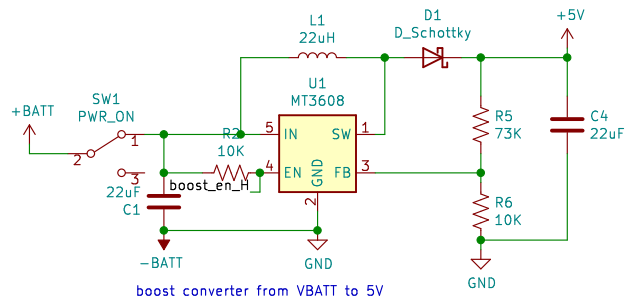 L1
22uH
D1
D_Schottky
+5V
U1
MT3608
+BATT
SW1
PWR_ON
1
2
3
R2
10K
5
IN
SW
1
4
EN
FB
3
GND
2
boost_en_H
22uF
C1
R5
73K
C4
22uF
R6
10K
-BATT
GND
GND
boost converter from VBATT to 5V